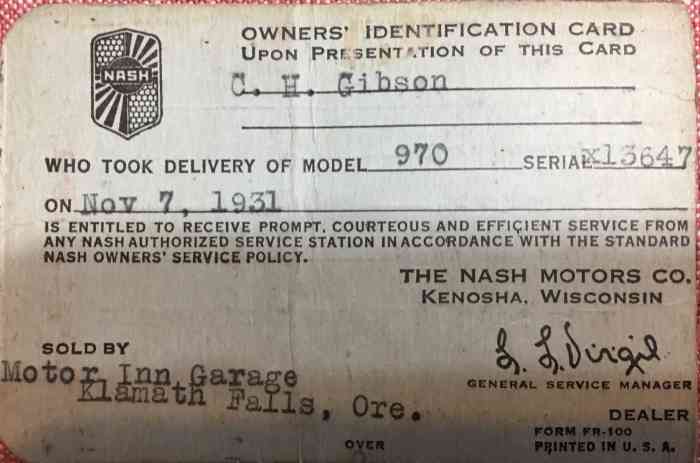 NASH
OWNERS' IDENTIFICATION CARD
UPON PRESENTATION OF THIS CARD
C. H. Gibson
WHO TOOK DELIVERY OF MODEL 970 SERIAL X13647
ON Nov 7, 1931
IS ENTITLED TO RECEIVE PROMPT, COURTEOUS AND EFFICIENT SERVICE FROM
ANY NASH AUTHORIZED SERVICE STATION IN ACCORDANCE WITH THE STANDARD
NASH OWNERS' SERVICE POLICY.
THE NASH MOTORS CO.
KENOSHA, WISCONSIN
L. L. Virgil
GENERAL SERVICE MANAGER
SOLD BY
Motor Inn Garage
Klamath Falls, Ore.
DEALER
FORM FR-100
PRINTED IN U. S. A.
OVER